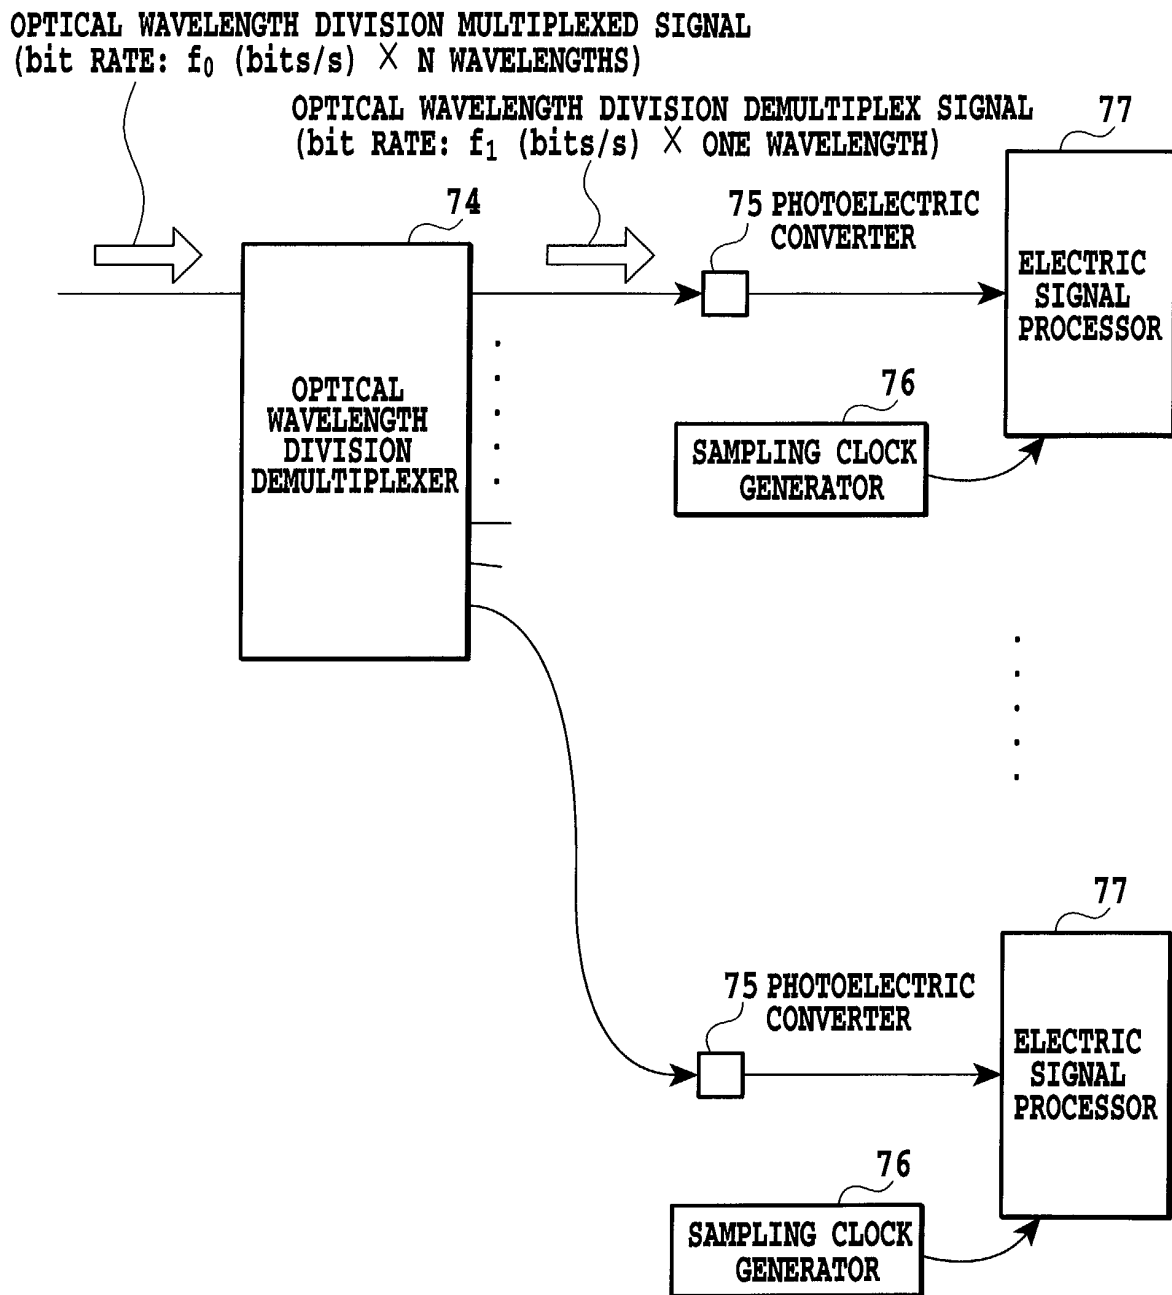 OPTICAL WAVELENGTH DIVISION MULTIPLEXED SIGNAL
(bit RATE: f₀ (bits/s) × N WAVELENGTHS)
OPTICAL WAVELENGTH DIVISION DEMULTIPLEX SIGNAL
(bit RATE: f₁ (bits/s) × ONE WAVELENGTH)
77
74
75 PHOTOELECTRIC
CONVERTER
ELECTRIC
SIGNAL
PROCESSOR
OPTICAL
WAVELENGTH
DIVISION
DEMULTIPLEXER
76
SAMPLING CLOCK
GENERATOR
77
75 PHOTOELECTRIC
CONVERTER
ELECTRIC
SIGNAL
PROCESSOR
76
SAMPLING CLOCK
GENERATOR